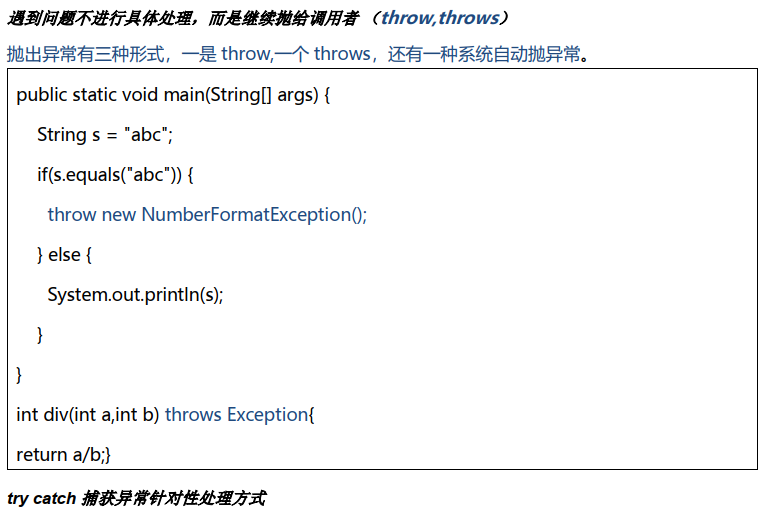 遇到问题不进行具体处理，而是继续抛给调用者 （throw,throws）
抛出异常有三种形式，一是 throw,一个 throws，还有一种系统自动抛异常。
public static void main(String[] args) {
String s = "abc";
if(s.equals("abc")) {
throw new NumberFormatException();
} else {
System.out.println(s);
}
}
int div(int a,int b) throws Exception{
return a/b;}
try catch 捕获异常针对性处理方式